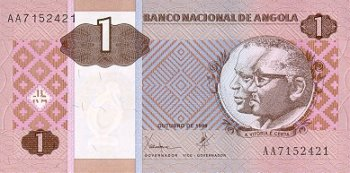 1 BANCO NACIONAL DE ANGOLA 1
AA7152421
OUTUBRO DE 1999
A VITÓRIA É CERTA
GOVERNADOR VICE - GOVERNADOR
1 AA7152421